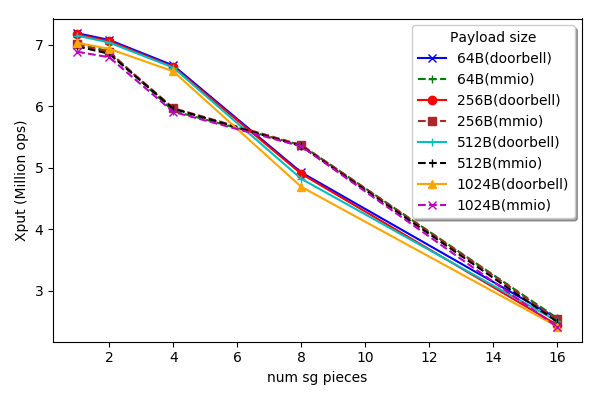 Payload size
64B(doorbell)
64B(mmio)
256B(doorbell)
256B(mmio)
512B(doorbell)
512B(mmio)
1024B(doorbell)
1024B(mmio)
7
6
5
4
3
Xput (Million ops)
2 4 6 8 10 12 14 16
num sg pieces